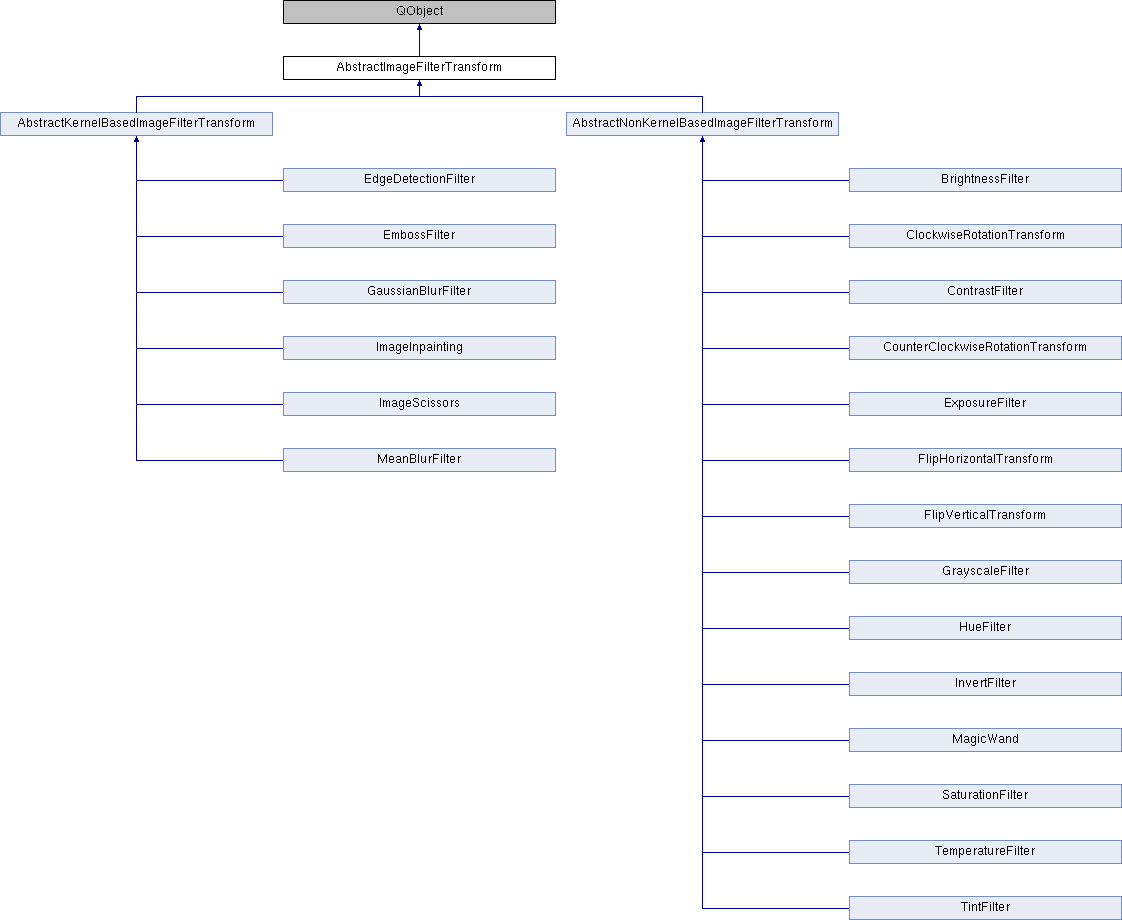 QObject
AbstractImageFilterTransform
AbstractKernelBasedImageFilterTransform
AbstractNonKernelBasedImageFilterTransform
EdgeDetectionFilter
EmbossFilter
GaussianBlurFilter
ImageInpainting
ImageScissors
MeanBlurFilter
BrightnessFilter
ClockwiseRotationTransform
ContrastFilter
CounterClockwiseRotationTransform
ExposureFilter
FlipHorizontalTransform
FlipVerticalTransform
GrayscaleFilter
HueFilter
InvertFilter
MagicWand
SaturationFilter
TemperatureFilter
TintFilter